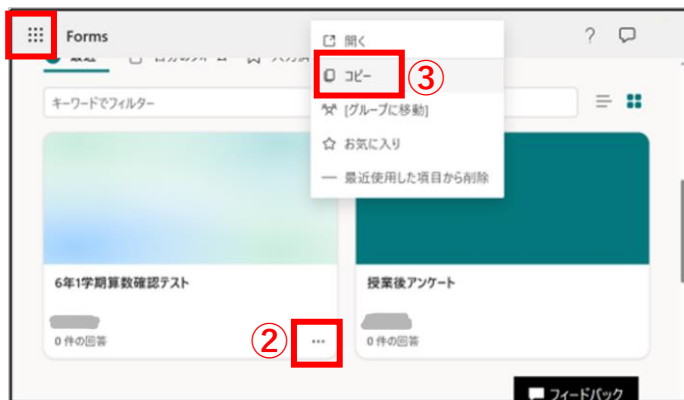 Forms
?
開く
コピー
③
[グループに移動]
お気に入り
最近使用した項目から削除
キーワードでフィルター
6年1学期算数確認テスト
0 件の回答
②
...
授業後アンケート
0 件の回答
フィードバック